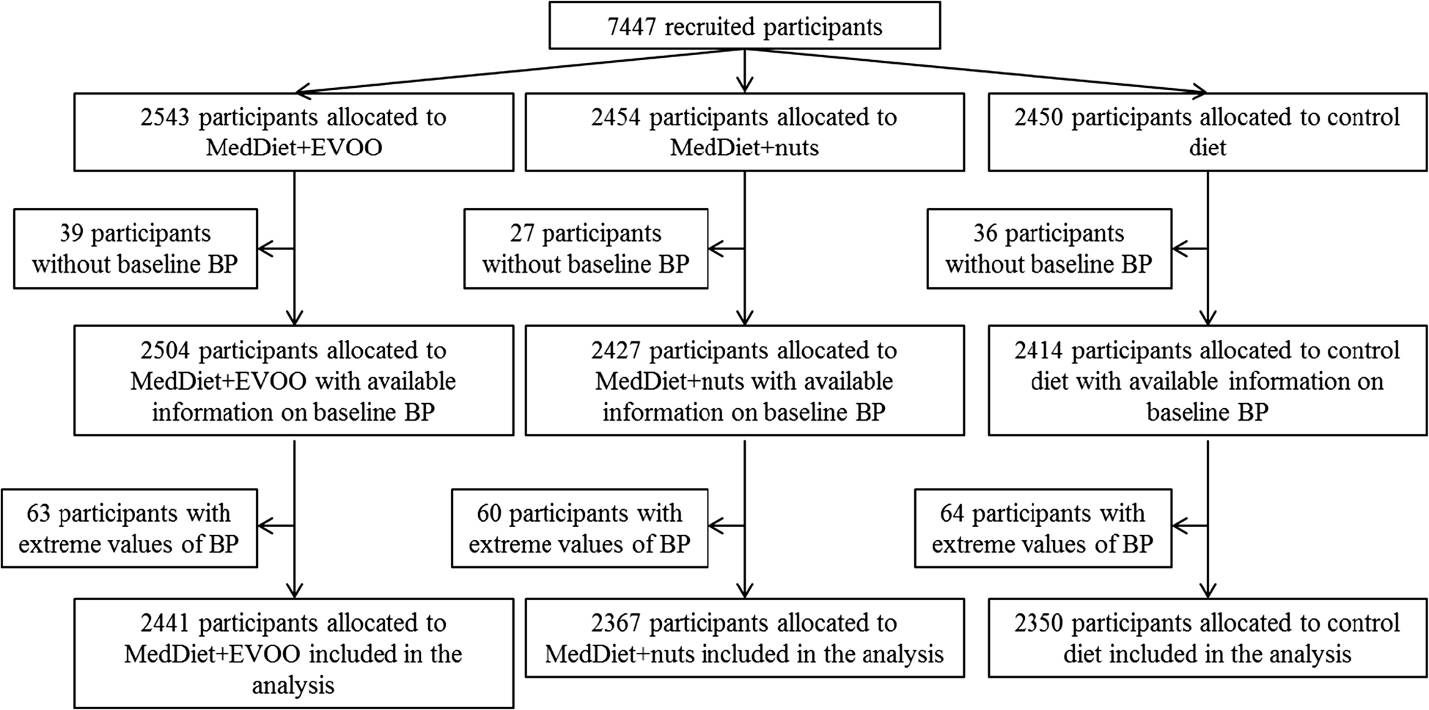 7447 recruited participants
2543 participants allocated to
MedDiet+EVOO
2454 participants allocated to
MedDiet+nuts
2450 participants allocated to control
diet
39 participants
without baseline BP
27 participants
without baseline BP
36 participants
without baseline BP
2504 participants allocated to
MedDiet+EVOO with available
information on baseline BP
2427 participants allocated to
MedDiet+nuts with available
information on baseline BP
2414 participants allocated to control
diet with available information on
baseline BP
63 participants with
extreme values of BP
60 participants with
extreme values of BP
64 participants with
extreme values of BP
2441 participants allocated to
MedDiet+EVOO included in the
analysis
2367 participants allocated to
MedDiet+nuts included in the analysis
2350 participants allocated to control
diet included in the analysis